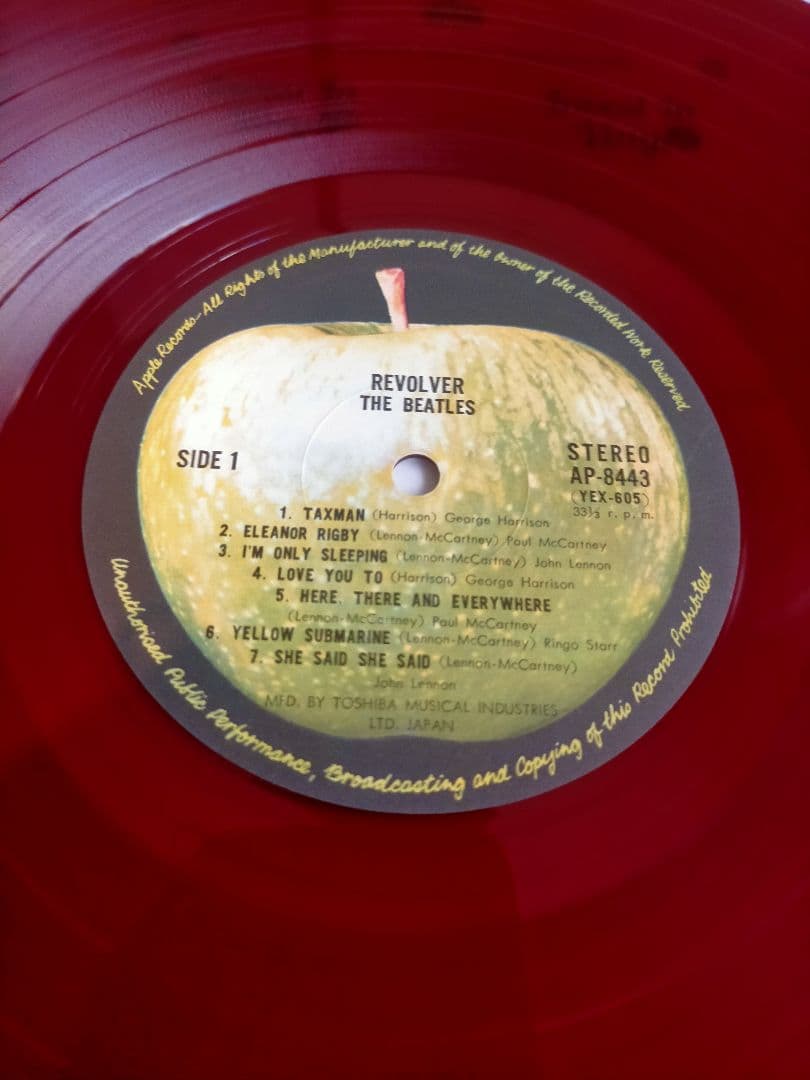 Apple Records-All Rights of the Manufacturer and of the Owner of the Recorded Work Reserved
REVOLVER
THE BEATLES
SIDE 1
STEREO
AP-8443
(YEX-605)
33⅓ r. p. m.
1. TAXMAN (Harrison) George Harrison
2. ELEANOR RIGBY (Lennon-McCartney) Paul McCartney
3. I'M ONLY SLEEPING (Lennon-McCartney) John Lennon
4. LOVE YOU TO (Harrison) George Harrison
5. HERE, THERE AND EVERYWHERE
(Lennon-McCartney) Paul McCartney
6. YELLOW SUBMARINE (Lennon-McCartney) Ringo Starr
7. SHE SAID SHE SAID (Lennon-McCartney)
John Lennon
MFD. BY TOSHIBA MUSICAL INDUSTRIES
LTD. JAPAN
Unauthorised Public Performance, Broadcasting and Copying of this Record Prohibited